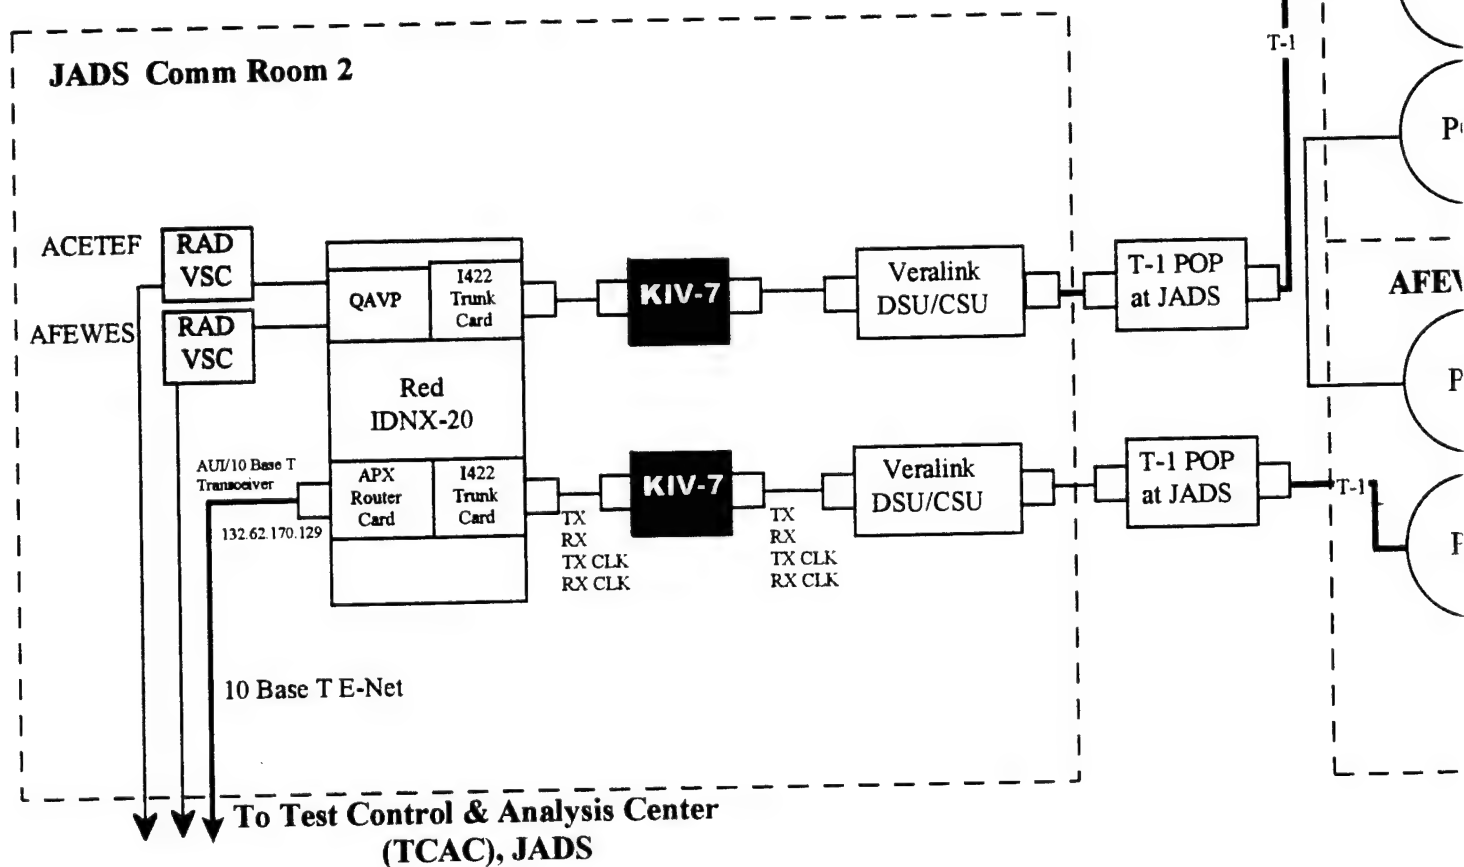 T-1
JADS Comm Room 2
ACETEF
RAD
VSC
AFEWES
RAD
VSC
QAVP
I422
Trunk
Card
Red
IDNX-20
APX
Router
Card
I422
Trunk
Card
AUI/10 Base T
Transceiver
132.62.170.129
KIV-7
Veralink
DSU/CSU
T-1 POP
at JADS
KIV-7
Veralink
DSU/CSU
T-1 POP
at JADS
T-1
TX
RX
TX CLK
RX CLK
TX
RX
TX CLK
RX CLK
10 Base T E-Net
To Test Control & Analysis Center
(TCAC), JADS